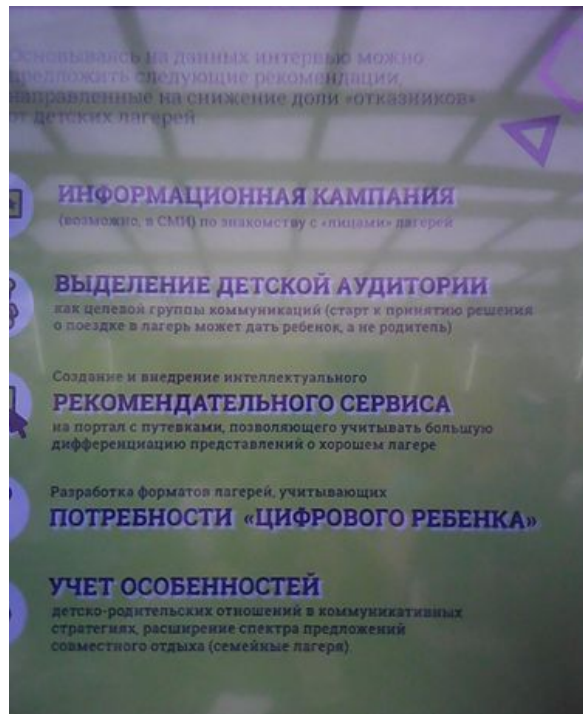 Основываясь на данных интервью можно
предложить следующие рекомендации,
направленные на снижение доли «отказников»
от детских лагерей
ИНФОРМАЦИОННАЯ КАМПАНИЯ
(возможно, в СМИ) по знакомству с «лицами» лагерей
ВЫДЕЛЕНИЕ ДЕТСКОЙ АУДИТОРИИ
как целевой группы коммуникаций (старт к принятию решения
о поездке в лагерь может дать ребенок, а не родитель)
Создание и внедрение интеллектуального
РЕКОМЕНДАТЕЛЬНОГО СЕРВИСА
на портал с путевками, позволяющего учитывать большую
дифференциацию представлений о хорошем лагере
Разработка форматов лагерей, учитывающих
ПОТРЕБНОСТИ «ЦИФРОВОГО РЕБЕНКА»
УЧЕТ ОСОБЕННОСТЕЙ
детско-родительских отношений в коммуникативных
стратегиях, расширение спектра предложений
совместного отдыха (семейные лагеря)